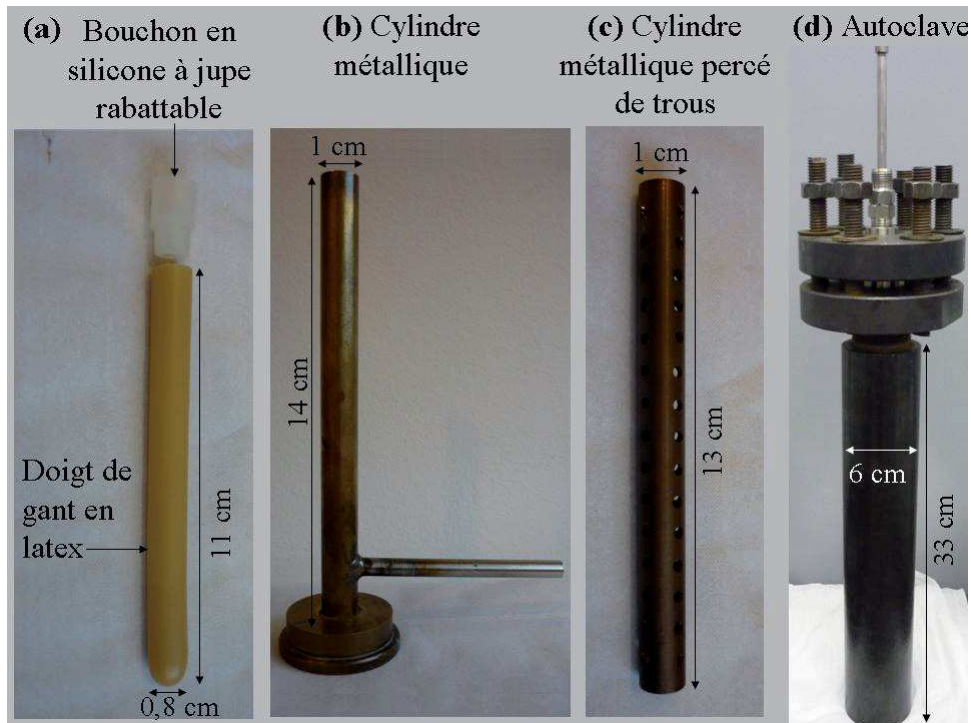 (a) Bouchon en
silicone à jupe
rabattable
(b) Cylindre
métallique
(c) Cylindre
métallique percé
de trous
(d) Autoclave
1 cm
1 cm
14 cm
Doigt de
gant en
latex
11 cm
13 cm
6 cm
33 cm
0,8 cm